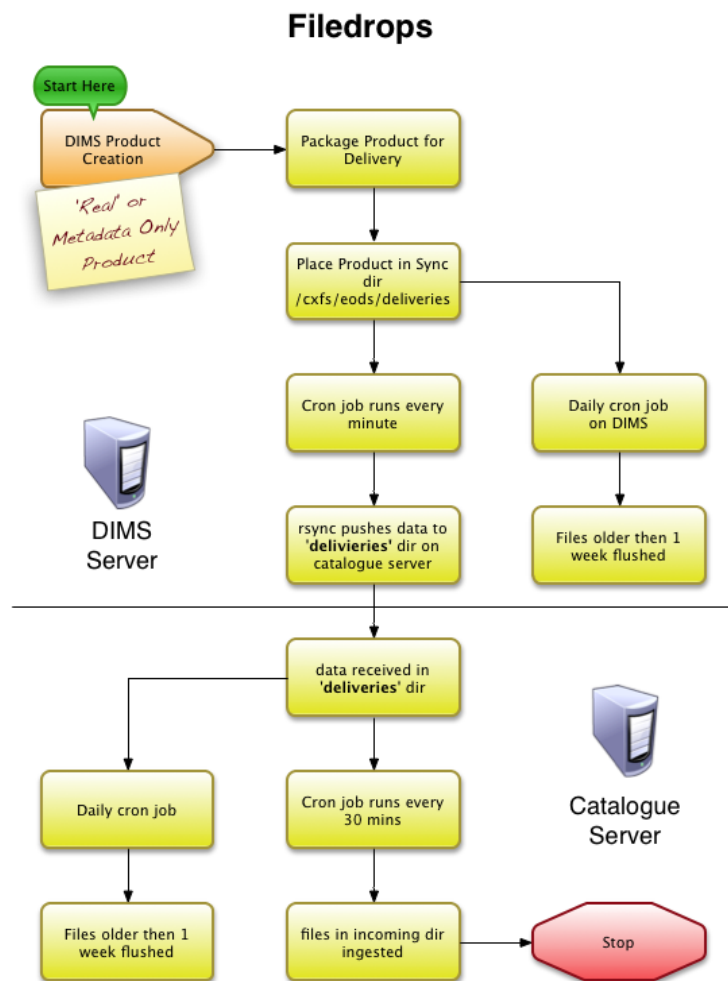 Filedrops
Start Here
DIMS Product
Creation
'Real' or
Metadata Only
Product
Package Product for
Delivery
Place Product in Sync
dir
/cxfs/eods/deliveries
Cron job runs every
minute
Daily cron job
on DIMS
DIMS
Server
rsync pushes data to
'delivieries' dir on
catalogue server
Files older then 1
week flushed
data received in
'deliveries' dir
Daily cron job
Cron job runs every
30 mins
Catalogue
Server
Files older then 1
week flushed
files in incoming dir
ingested
Stop